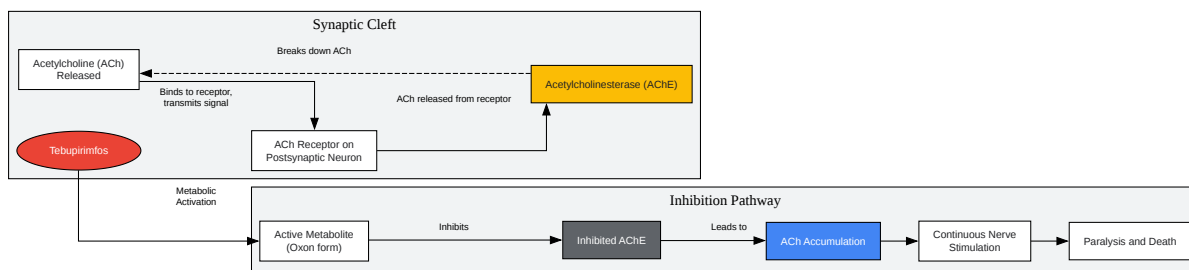 Synaptic Cleft
Breaks down ACh
Acetylcholine (ACh)
Released
Acetylcholinesterase (AChE)
Binds to receptor,
transmits signal
ACh released from receptor
Tebupirimfos
ACh Receptor on
Postsynaptic Neuron
Metabolic
Activation
Inhibition Pathway
Active Metabolite
(Oxon form)
Inhibits
Inhibited AChE
Leads to
ACh Accumulation
Continuous Nerve
Stimulation
Paralysis and Death